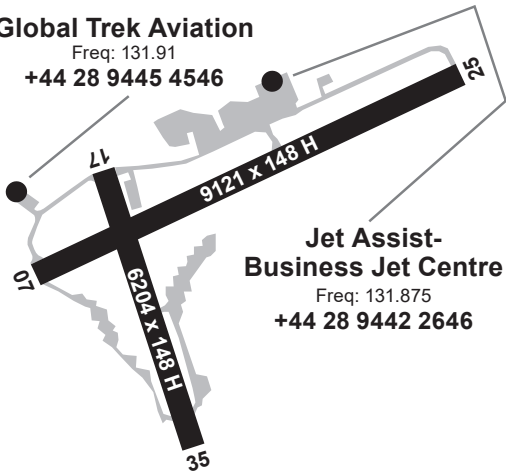 Global Trek Aviation
Freq: 131.91
+44 28 9445 4546
25
17
9121 x 148 H
07
6204 x 148 H
Jet Assist-
Business Jet Centre
Freq: 131.875
+44 28 9442 2646
35